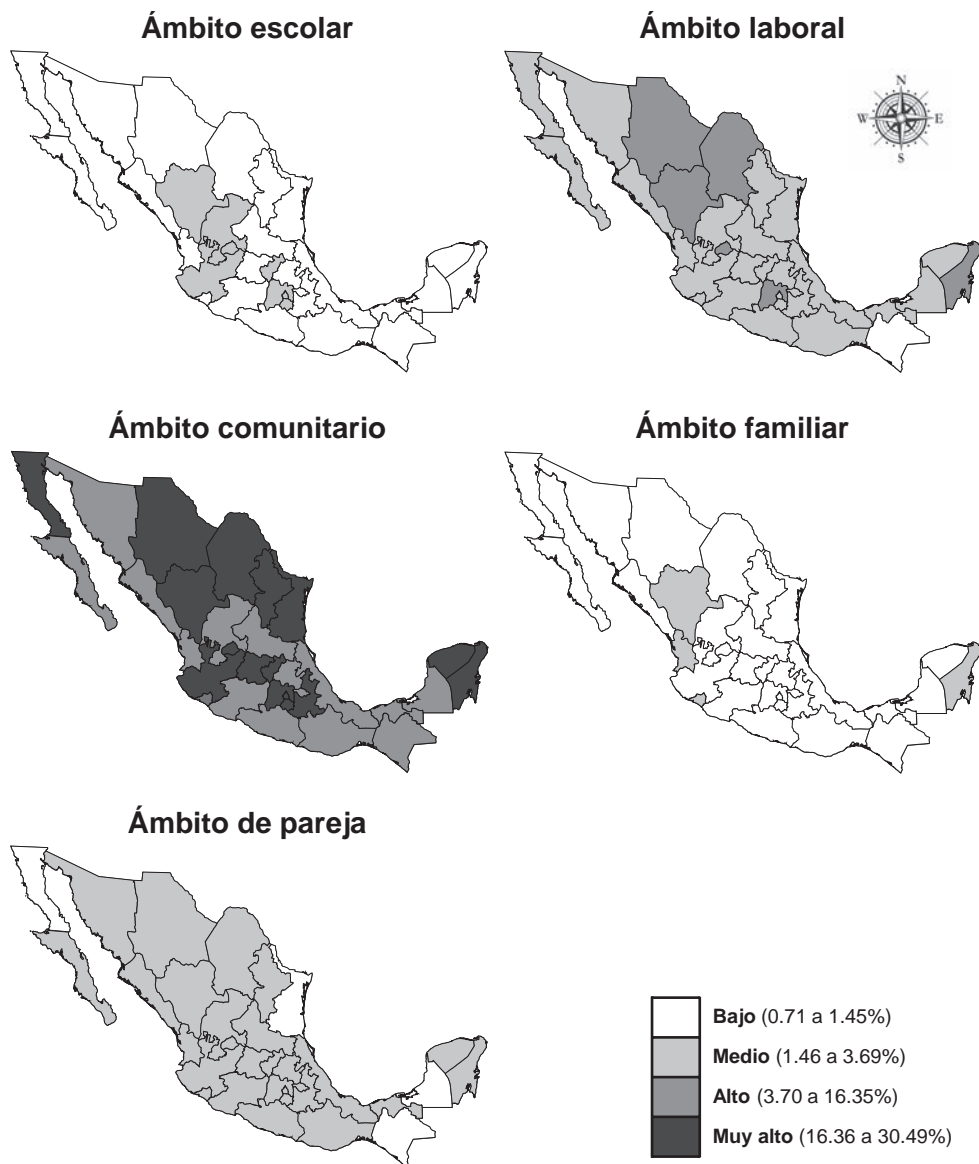 Ámbito escolar
Ámbito laboral
N
W E
S
Ámbito comunitario
Ámbito familiar
Ámbito de pareja
Bajo (0.71 a 1.45%)
Medio (1.46 a 3.69%)
Alto (3.70 a 16.35%)
Muy alto (16.36 a 30.49%)